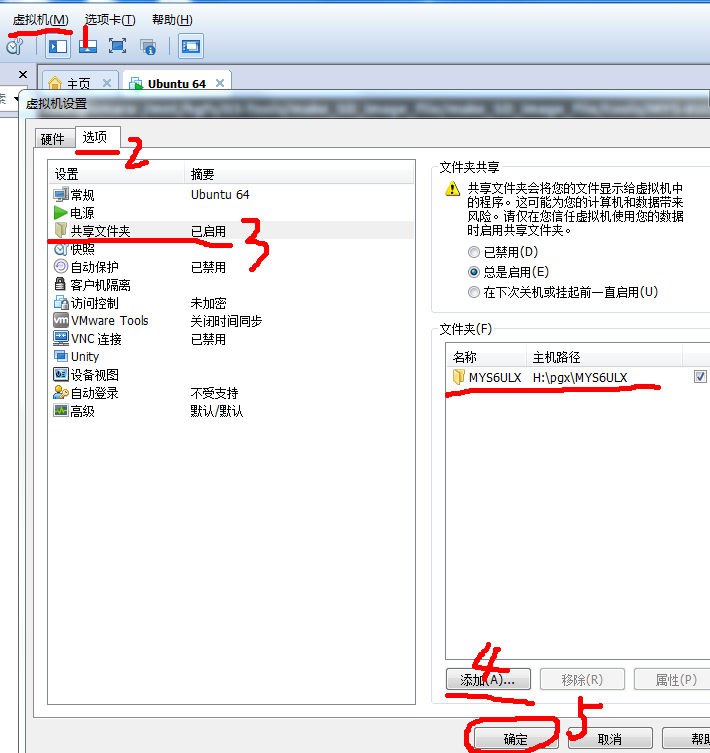 虚拟机(M) 选项卡(T) 帮助(H)
1
主页 Ubuntu 64
索
虚拟机设置
硬件 选项
2
设置 摘要
常规 Ubuntu 64
电源
共享文件夹 已启用
3
快照
自动保护 已禁用
客户机隔离
访问控制 未加密
VMware Tools 关闭时间同步
VNC 连接 已禁用
Unity
设备视图
自动登录 不受支持
高级 默认/默认
文件夹共享
共享文件夹会将您的文件显示给虚拟机中
的程序。这可能为您的计算机和数据带来
风险。请仅在您信任虚拟机使用您的数据
时启用共享文件夹。
已禁用(D)
总是启用(E)
在下次关机或挂起前一直启用(U)
文件夹(F)
名称 主机路径
MYS6ULX H:\pgx\MYS6ULX
4
添加(A)... 移除(R) 属性(P)
5
确定 取消 帮助